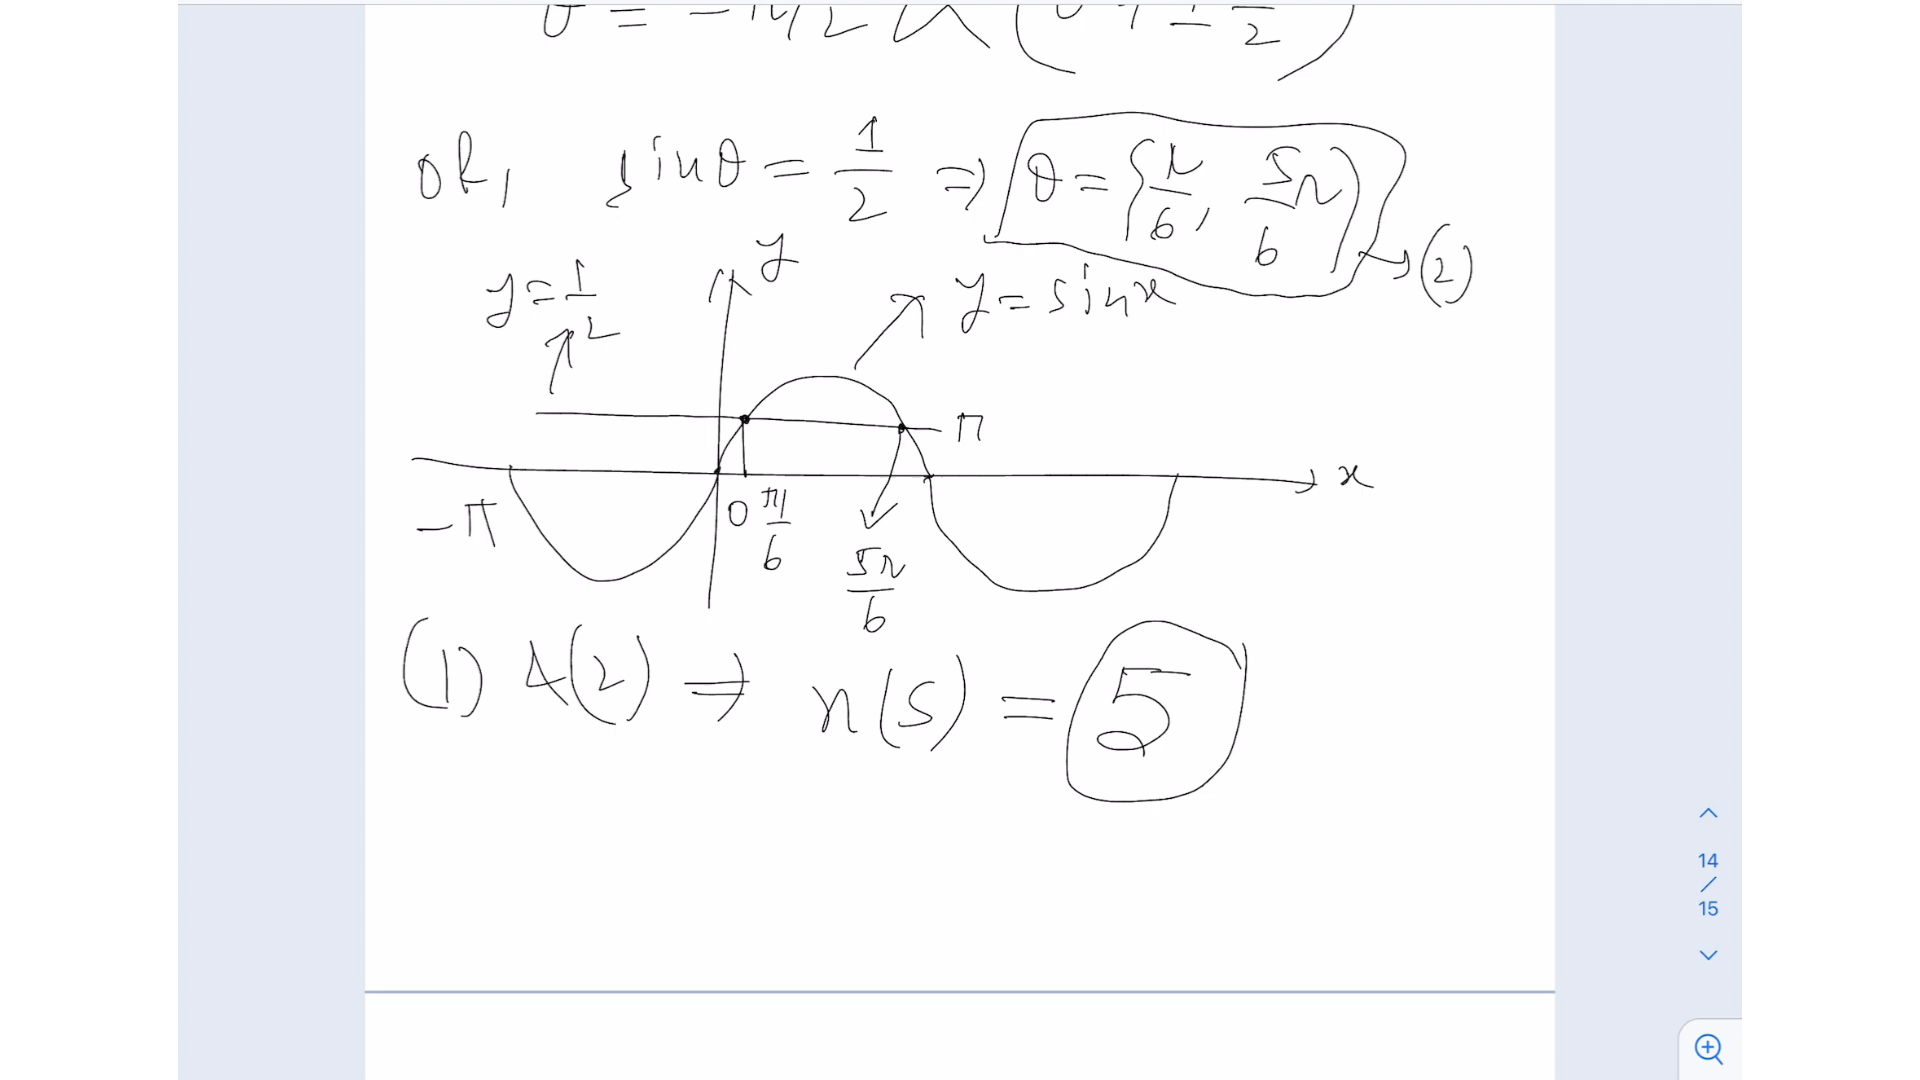 θ = -π/2
or, sinθ = 1/2 ⇒ θ = {π/6, 5π/6} → (2)
y = 1/2
y
y = sinx
π
x
-π
0 π/6
5π/6
(1) & (2) ⇒ n(S) = 5
14
/
15